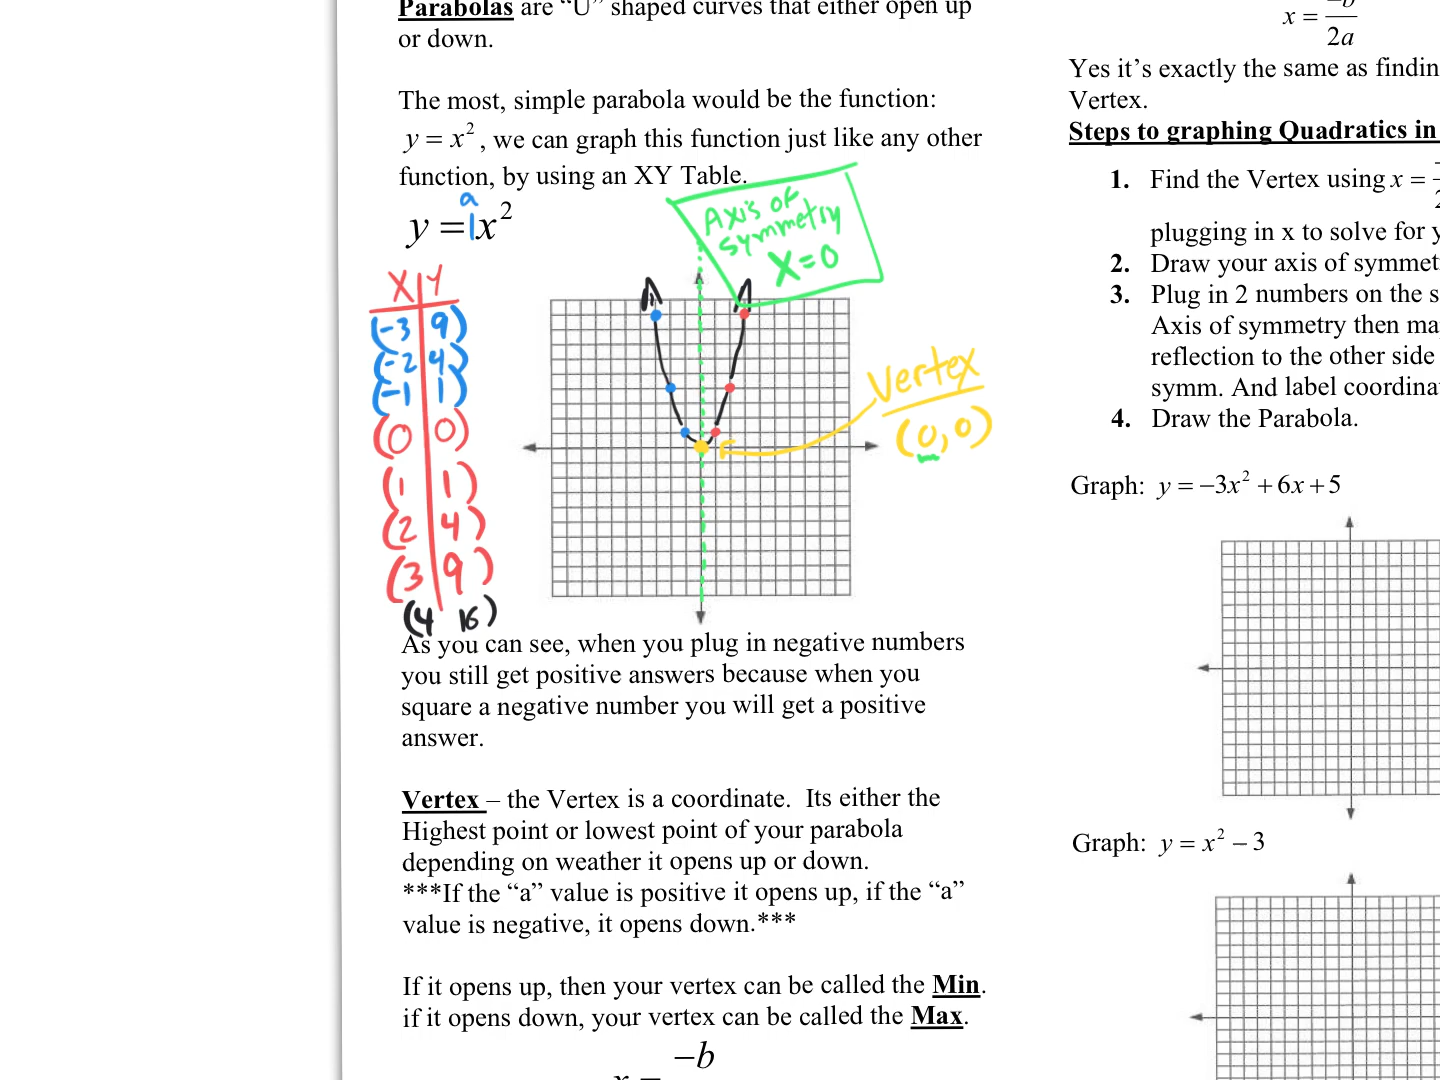 Parabolas are "U" shaped curves that either open up
or down.
The most, simple parabola would be the function:
y = x², we can graph this function just like any other
function, by using an XY Table.
a
y = 1x²
Axis of
symmetry
X=0
X Y
(-3 9)
(-2 4)
(-1 1)
(0 0)
(1 1)
(2 4)
(3 9)
(4 16)
Vertex
(0,0)
As you can see, when you plug in negative numbers
you still get positive answers because when you
square a negative number you will get a positive
answer.
Vertex – the Vertex is a coordinate. Its either the
Highest point or lowest point of your parabola
depending on weather it opens up or down.
***If the "a" value is positive it opens up, if the "a"
value is negative, it opens down.***
If it opens up, then your vertex can be called the Min.
if it opens down, your vertex can be called the Max.
-b
x =
x = -b
2a
Yes it's exactly the same as findin
Vertex.
Steps to graphing Quadratics in
1. Find the Vertex using x =
plugging in x to solve for y
2. Draw your axis of symmet
3. Plug in 2 numbers on the s
Axis of symmetry then ma
reflection to the other side
symm. And label coordina
4. Draw the Parabola.
Graph: y = −3x² + 6x + 5
Graph: y = x² − 3